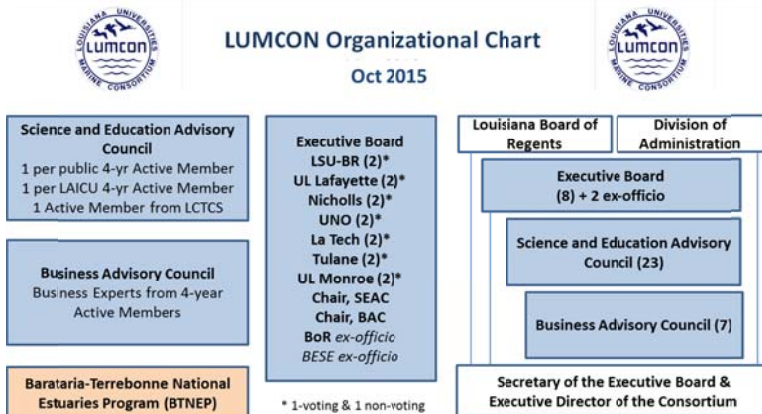 LOUISIANA UNIVERSITIES
LUMCON
MARINE CONSORTIUM
LUMCON Organizational Chart
Oct 2015
LOUISIANA UNIVERSITIES
LUMCON
MARINE CONSORTIUM
Science and Education Advisory
Council
1 per public 4-yr Active Member
1 per LAICU 4-yr Active Member
1 Active Member from LCTCS
Business Advisory Council
Business Experts from 4-year
Active Members
Barataria-Terrebonne National
Estuaries Program (BTNEP)
Executive Board
LSU-BR (2)*
UL Lafayette (2)*
Nicholls (2)*
UNO (2)*
La Tech (2)*
Tulane (2)*
UL Monroe (2)*
Chair, SEAC
Chair, BAC
BoR ex-officio
BESE ex-officio
* 1-voting & 1 non-voting
Louisiana Board of
Regents
Division of
Administration
Executive Board
(8) + 2 ex-officio
Science and Education Advisory
Council (23)
Business Advisory Council (7)
Secretary of the Executive Board &
Executive Director of the Consortium